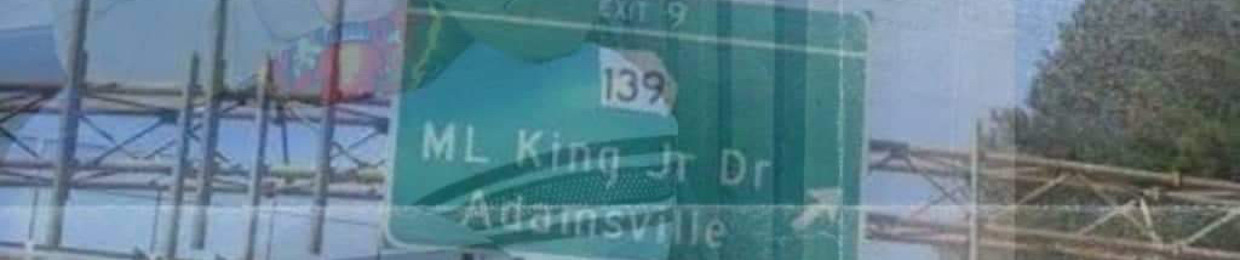 EXIT 9
139
ML King Jr Dr
Adamsville